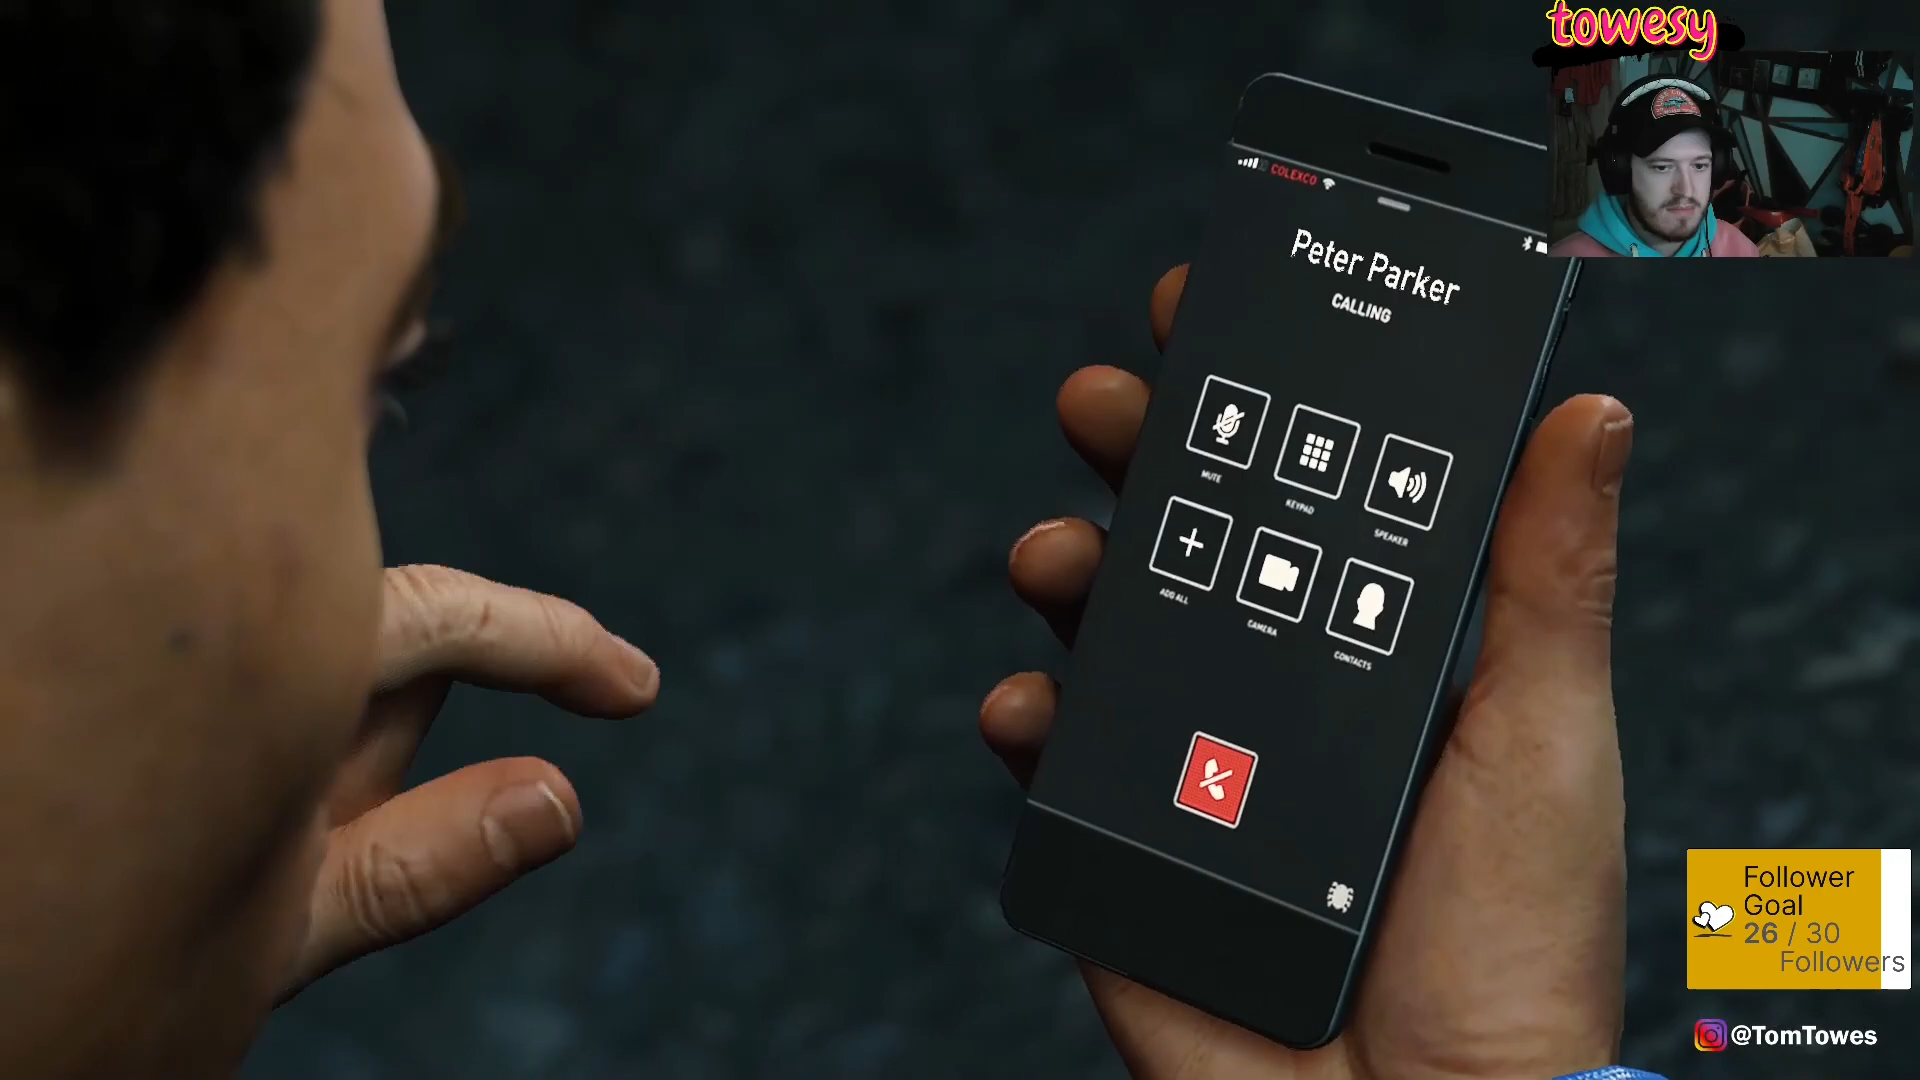 towesy
COLEXCO
Peter Parker
CALLING
MUTE
KEYPAD
SPEAKER
ADD ALL
CAMERA
CONTACTS
Follower
Goal
26 / 30
Followers
@TomTowes